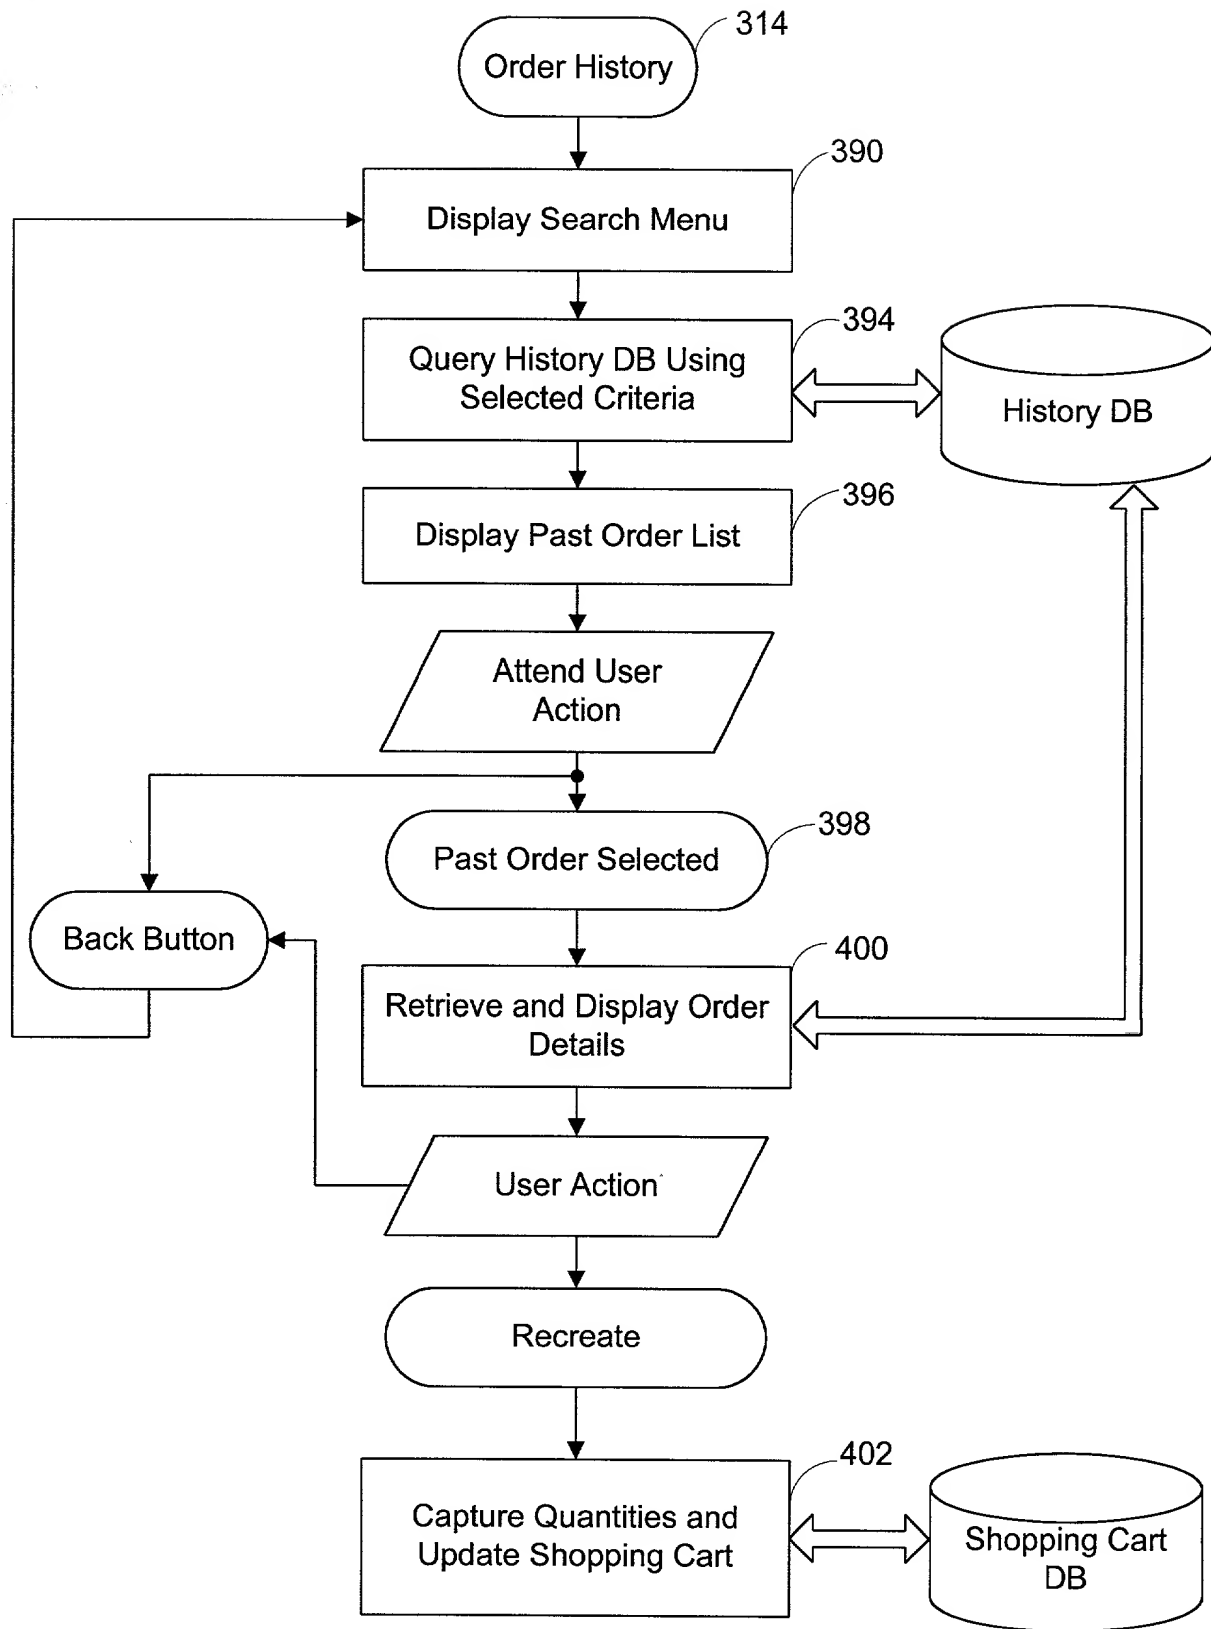 314
Order History
390
Display Search Menu
394
Query History DB Using
Selected Criteria
History DB
396
Display Past Order List
Attend User
Action
398
Past Order Selected
Back Button
400
Retrieve and Display Order
Details
User Action
Recreate
402
Capture Quantities and
Update Shopping Cart
Shopping Cart
DB